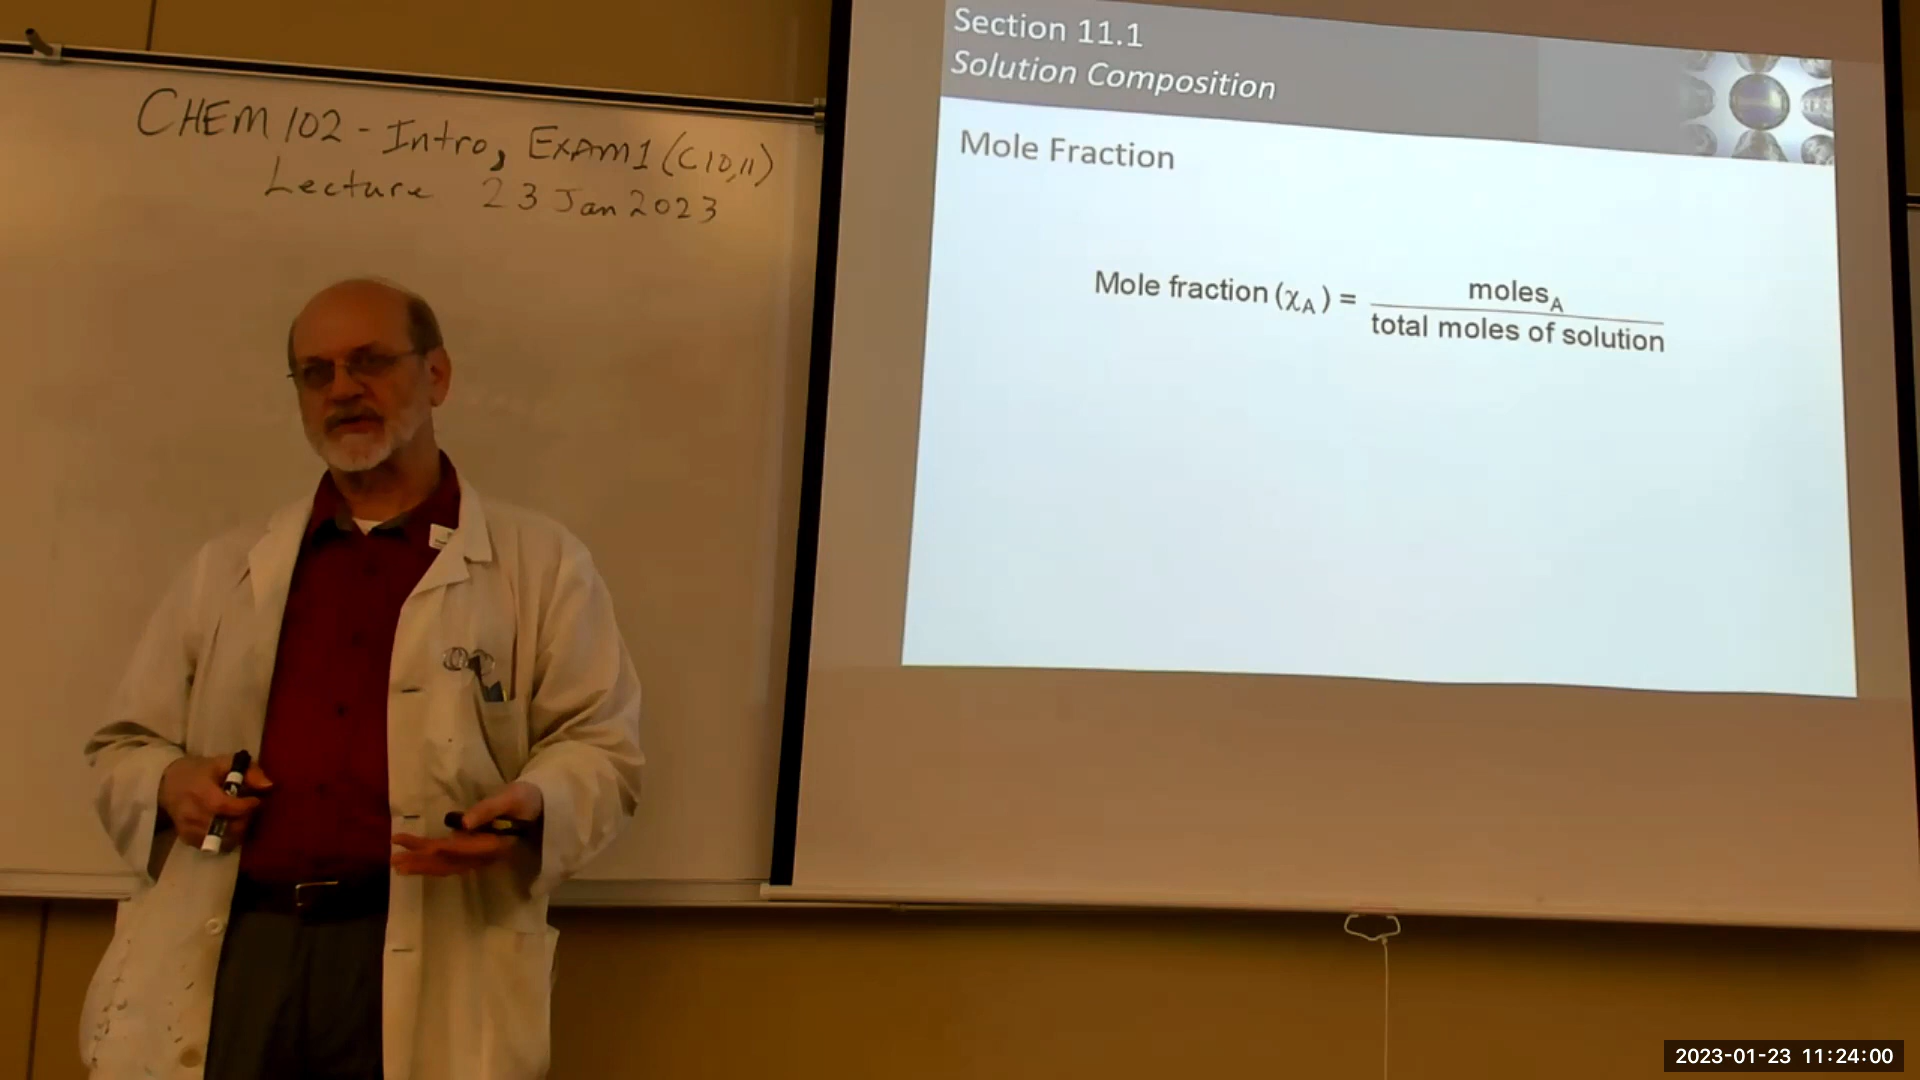 CHEM 102 - Intro, EXAM 1 (C10,11)
Lecture 23 Jan 2023
Section 11.1
Solution Composition
Mole Fraction
Mole fraction (χA) = molesA
total moles of solution
2023-01-23 11:24:00